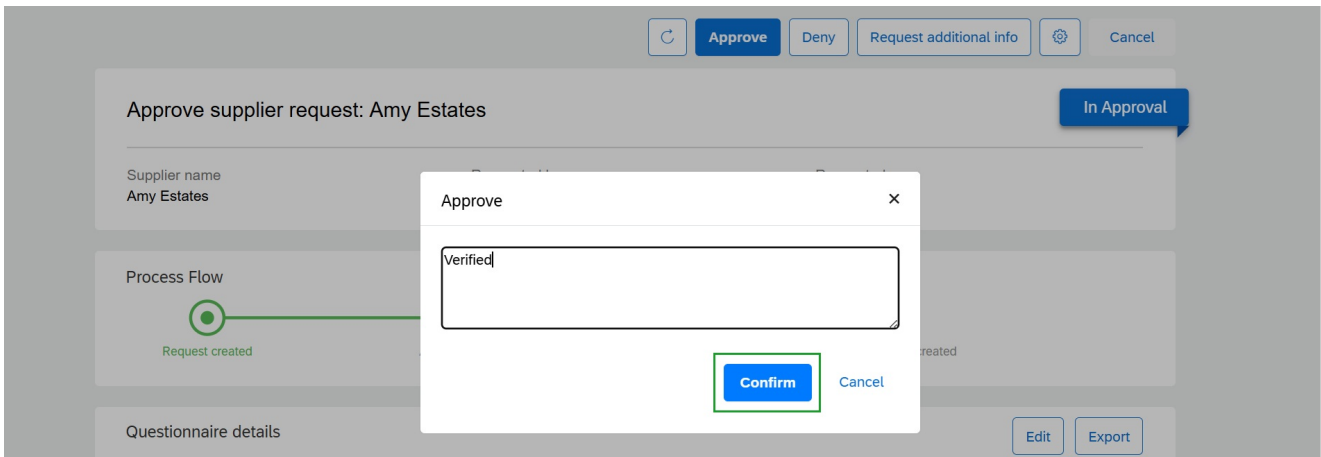 Approve Deny Request additional info Cancel
Approve supplier request: Amy Estates
In Approval
Supplier name
Amy Estates
Approve
Verified
Process Flow
Request created
created
Confirm Cancel
Questionnaire details
Edit Export